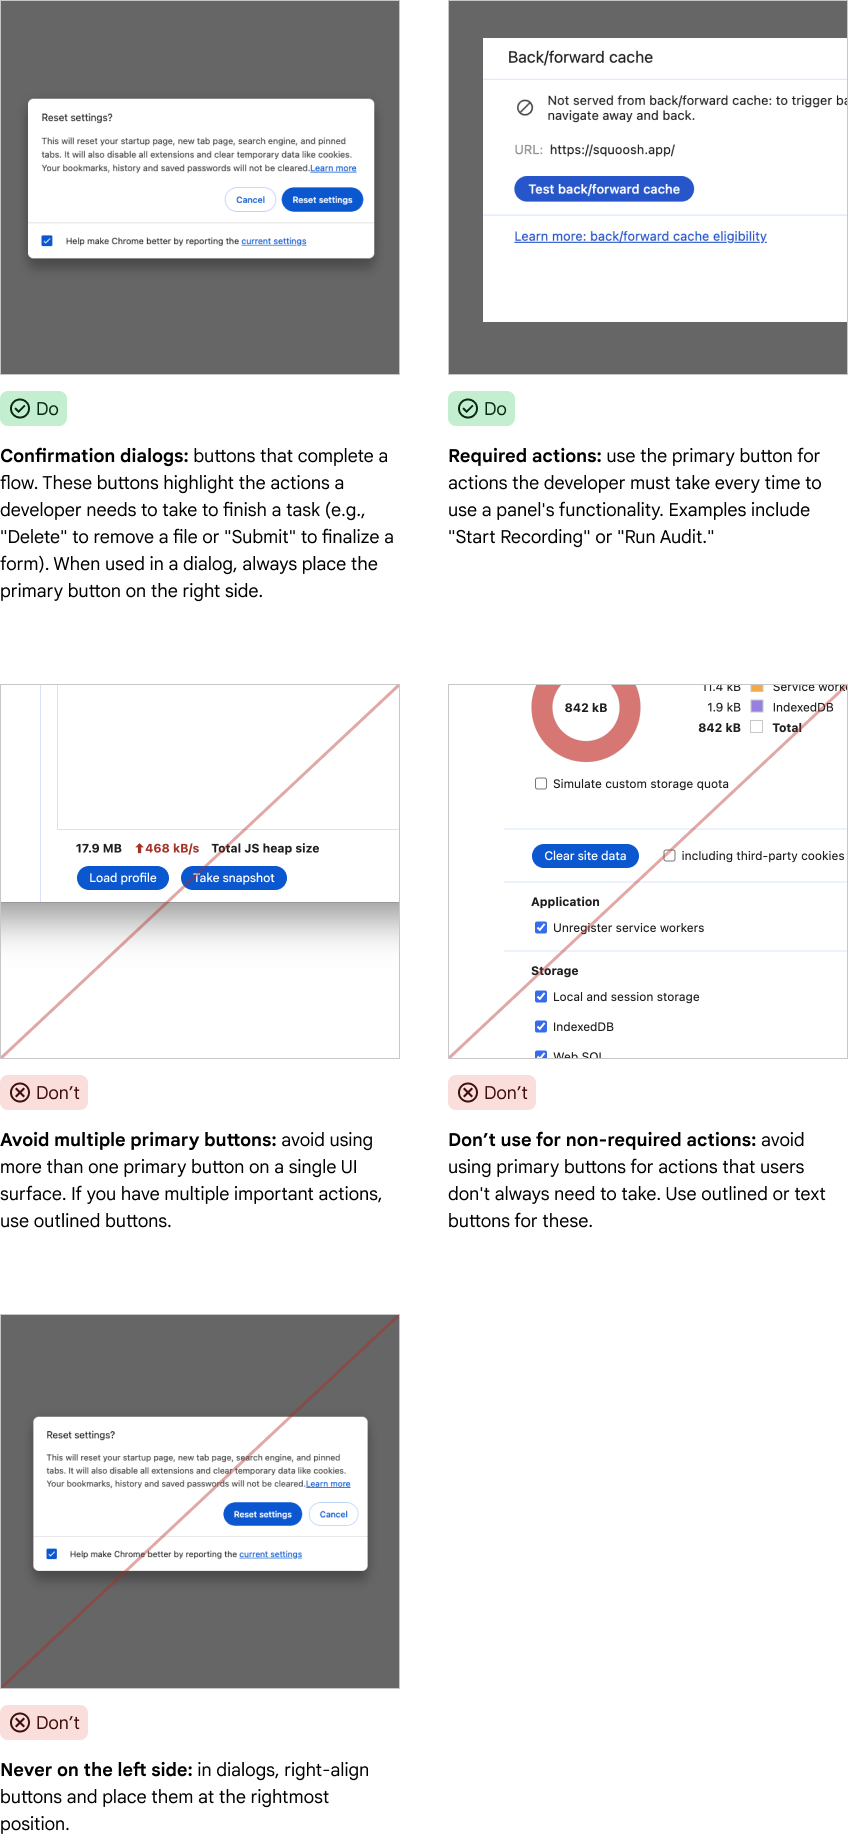 Reset settings?
This will reset your startup page, new tab page, search engine, and pinned
tabs. It will also disable all extensions and clear temporary data like cookies.
Your bookmarks, history and saved passwords will not be cleared.Learn more
Cancel
Reset settings
Help make Chrome better by reporting the current settings
Do
Confirmation dialogs: buttons that complete a
flow. These buttons highlight the actions a
developer needs to take to finish a task (e.g.,
"Delete" to remove a file or "Submit" to finalize a
form). When used in a dialog, always place the
primary button on the right side.
Back/forward cache
Not served from back/forward cache: to trigger ba
navigate away and back.
URL: https://squoosh.app/
Test back/forward cache
Learn more: back/forward cache eligibility
Do
Required actions: use the primary button for
actions the developer must take every time to
use a panel's functionality. Examples include
"Start Recording" or "Run Audit."
17.9 MB 468 kB/s Total JS heap size
Load profile
Take snapshot
Don’t
Avoid multiple primary buttons: avoid using
more than one primary button on a single UI
surface. If you have multiple important actions,
use outlined buttons.
842 kB
11.4 kB Service work
1.9 kB IndexedDB
842 kB Total
Simulate custom storage quota
Clear site data
including third-party cookies
Application
Unregister service workers
Storage
Local and session storage
IndexedDB
Web SQL
Don’t
Don’t use for non-required actions: avoid
using primary buttons for actions that users
don't always need to take. Use outlined or text
buttons for these.
Reset settings?
This will reset your startup page, new tab page, search engine, and pinned
tabs. It will also disable all extensions and clear temporary data like cookies.
Your bookmarks, history and saved passwords will not be cleared.Learn more
Reset settings
Cancel
Help make Chrome better by reporting the current settings
Don’t
Never on the left side: in dialogs, right-align
buttons and place them at the rightmost
position.